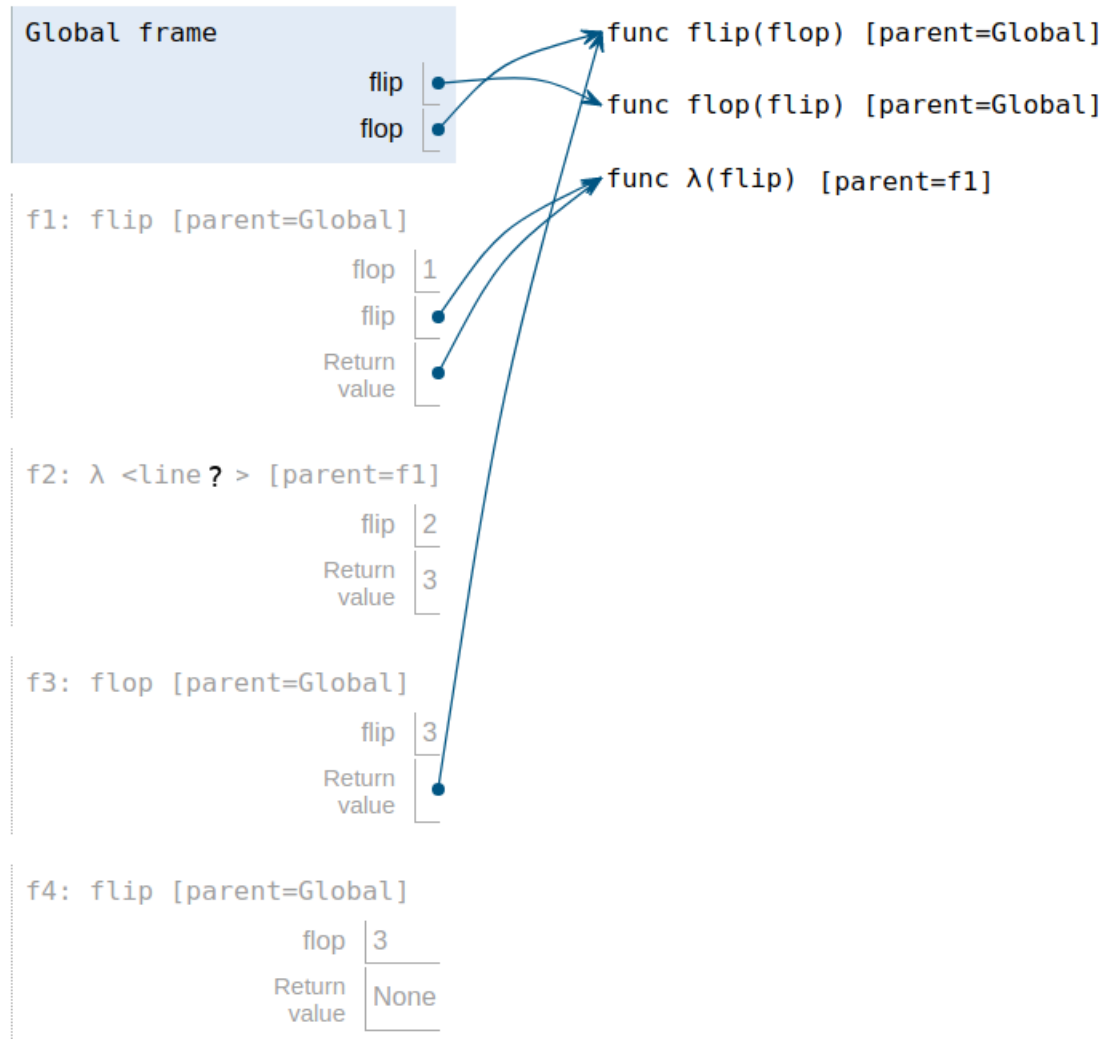 Global frame
flip
flop
func flip(flop) [parent=Global]
func flop(flip) [parent=Global]
func λ(flip) [parent=f1]
f1: flip [parent=Global]
flop 1
flip
Return
value
f2: λ <line ? > [parent=f1]
flip 2
Return
value 3
f3: flop [parent=Global]
flip 3
Return
value
f4: flip [parent=Global]
flop 3
Return
value None